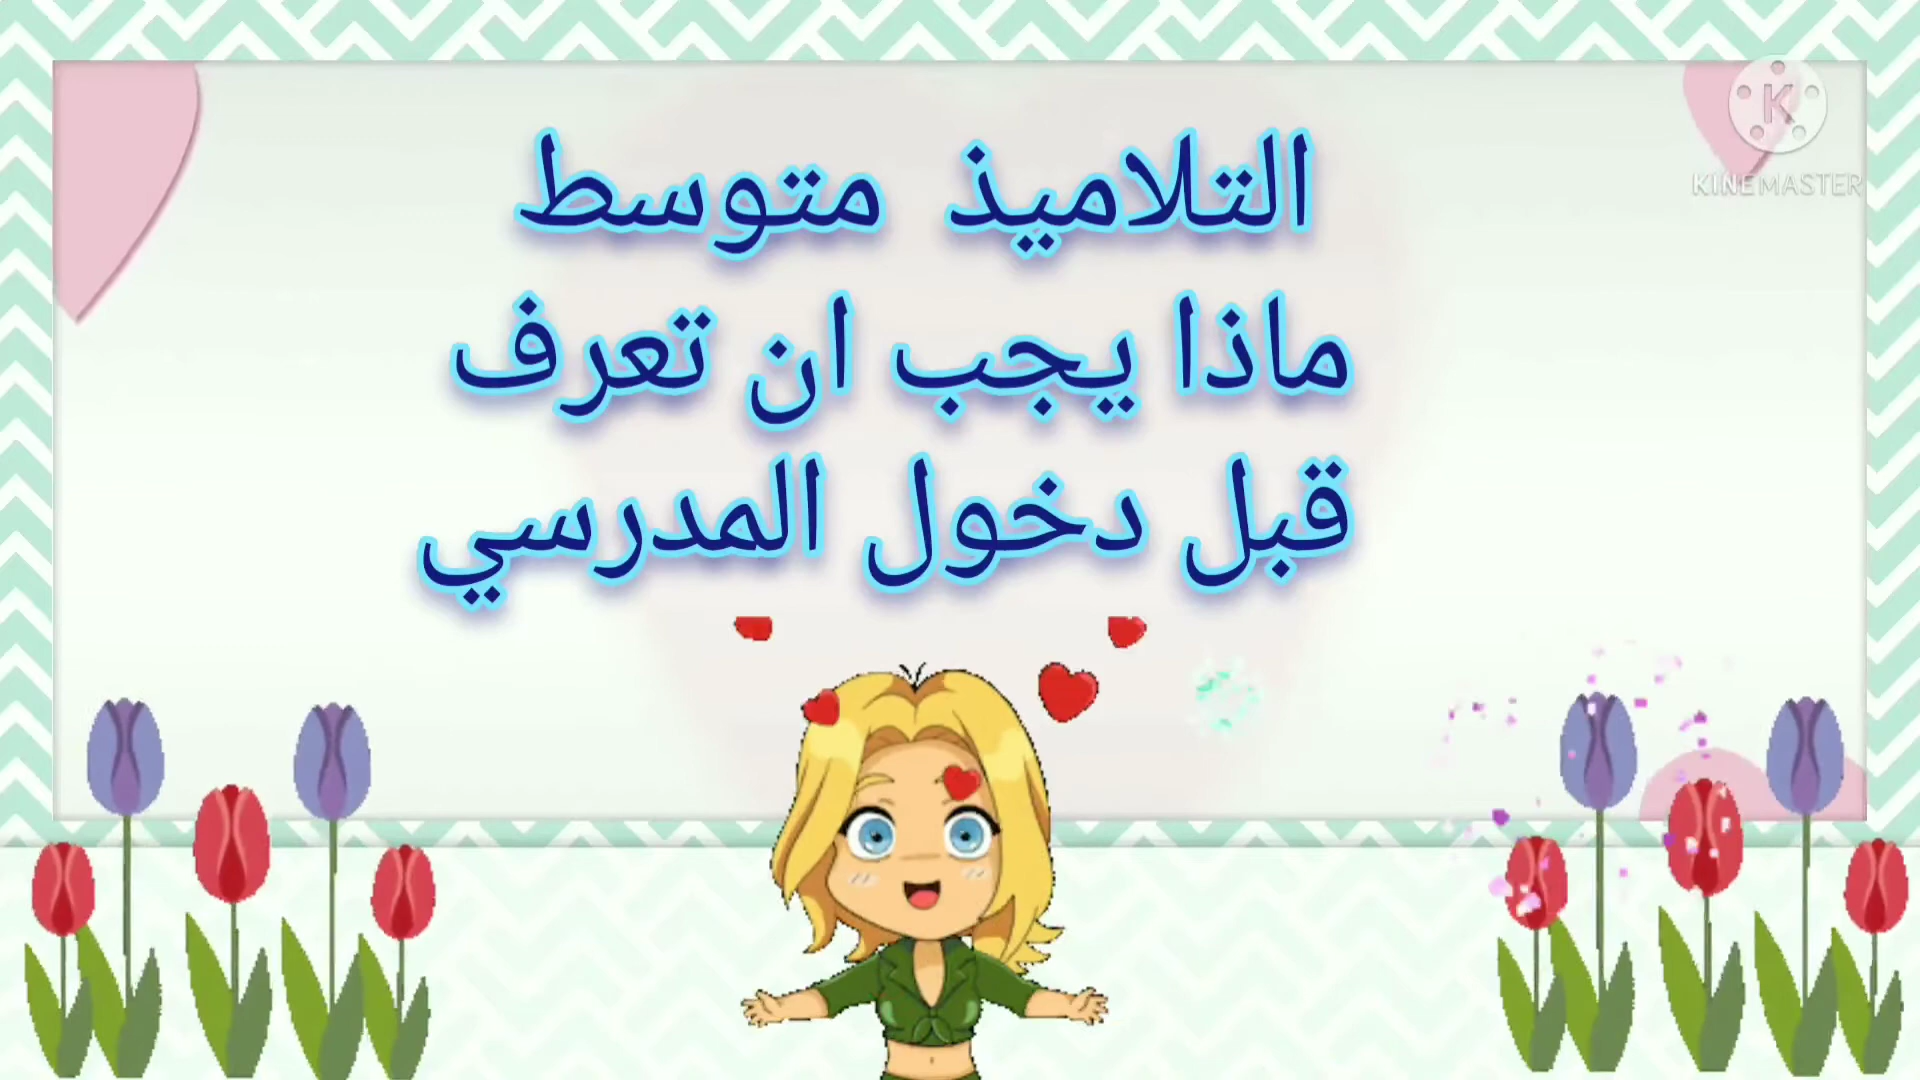 التلاميذ متوسط
ماذا يجب ان تعرف
قبل دخول المدرسي
K
KINEMASTER